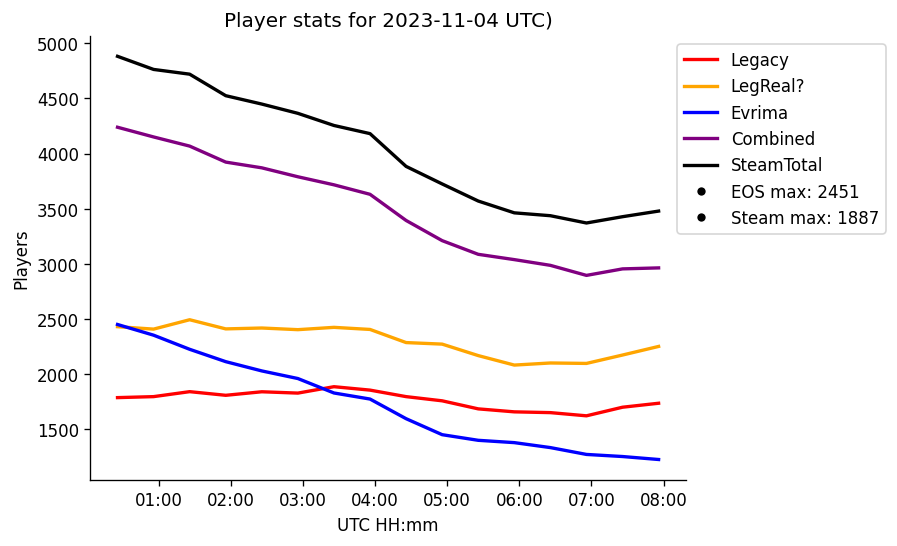 Player stats for 2023-11-04 UTC)
Players
5000
4500
4000
3500
3000
2500
2000
1500
01:00 02:00 03:00 04:00 05:00 06:00 07:00 08:00
UTC HH:mm
Legacy
LegReal?
Evrima
Combined
SteamTotal
EOS max: 2451
Steam max: 1887